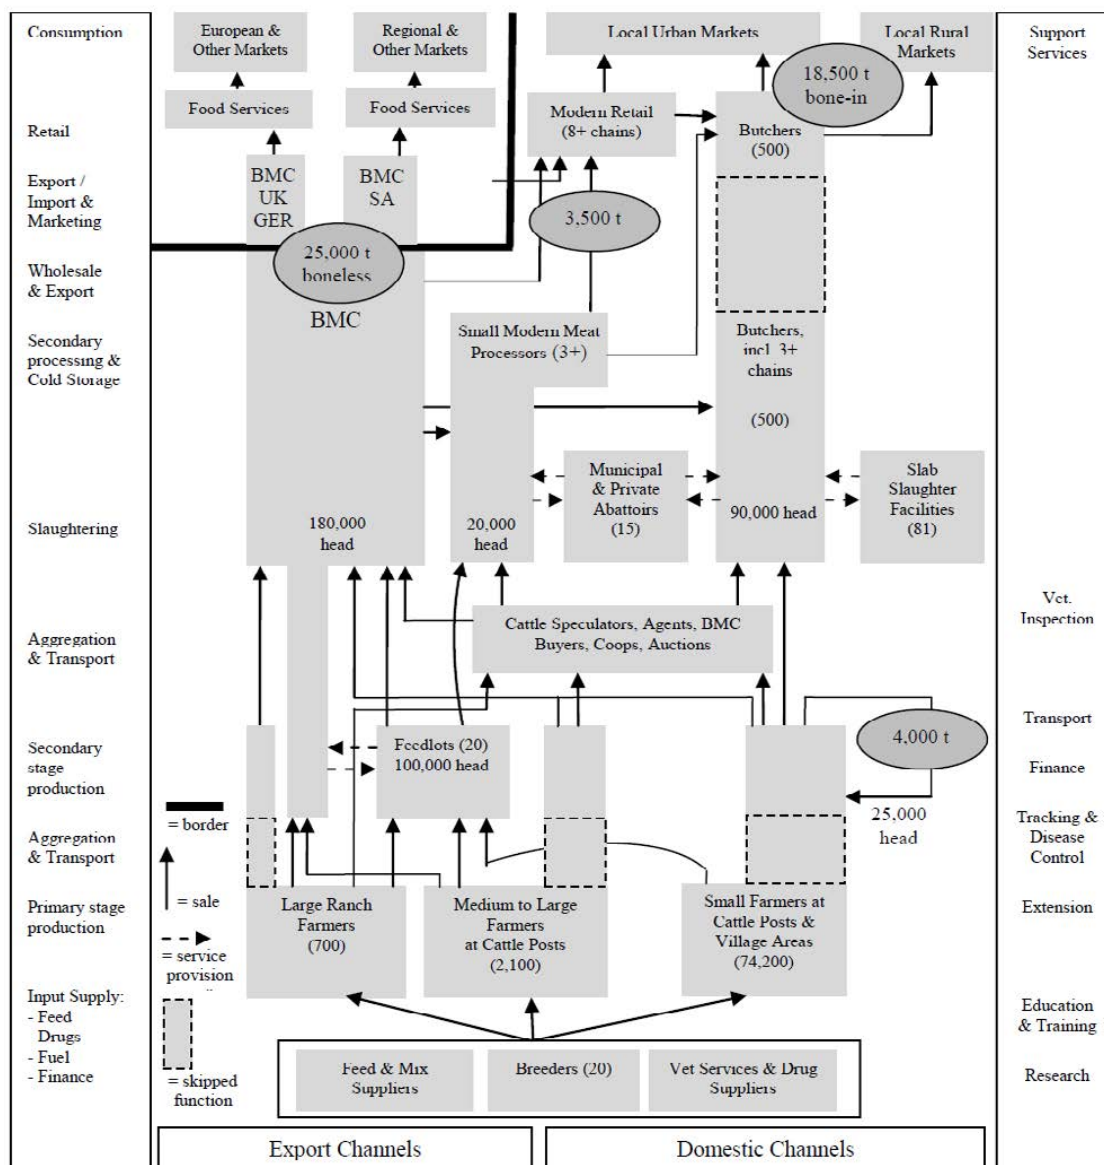 Consumption
Retail
Export /
Import &
Marketing
Wholesale
& Export
Secondary
processing &
Cold Storage
Slaughtering
Aggregation
& Transport
Secondary
stage
production
Aggregation
& Transport
Primary stage
production
Input Supply:
- Feed
Drugs
- Fuel
- Finance
European &
Other Markets
Regional &
Other Markets
Local Urban Markets
Local Rural
Markets
18,500 t
bone-in
Food Services
Food Services
Modern Retail
(8+ chains)
Butchers
(500)
BMC
UK
GER
BMC
SA
3,500 t
25,000 t
boneless
BMC
Small Modern Meat
Processors (3+)
Butchers,
incl. 3+
chains
(500)
Municipal
& Private
Abattoirs
(15)
Slab
Slaughter
Facilities
(81)
180,000
head
20,000
head
90,000 head
Cattle Speculators, Agents, BMC
Buyers, Coops, Auctions
Feedlots (20)
100,000 head
4,000 t
25,000
head
= border
= sale
= service
provision
= skipped
function
Large Ranch
Farmers
(700)
Medium to Large
Farmers
at Cattle Posts
(2,100)
Small Farmers at
Cattle Posts &
Village Areas
(74,200)
Feed & Mix
Suppliers
Breeders (20)
Vet Services & Drug
Suppliers
Export Channels
Domestic Channels
Support
Services
Vet.
Inspection
Transport
Finance
Tracking &
Disease
Control
Extension
Education
& Training
Research